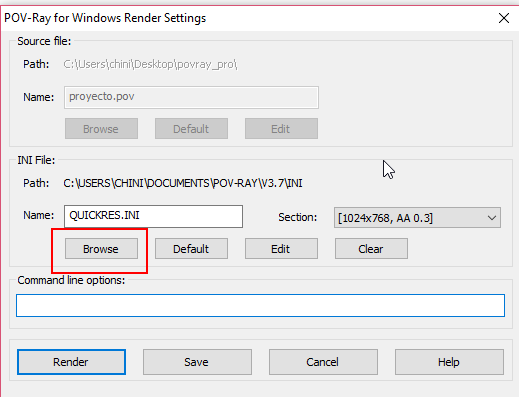 POV-Ray for Windows Render Settings
Source file:
Path: C:\Users\chini\Desktop\povray_pro\
Name: proyecto.pov
Browse Default Edit
INI File:
Path: C:\USERS\CHINI\DOCUMENTS\POV-RAY\V3.7\INI
Name: QUICKRES.INI Section: [1024x768, AA 0.3]
Browse Default Edit Clear
Command line options:
Render Save Cancel Help